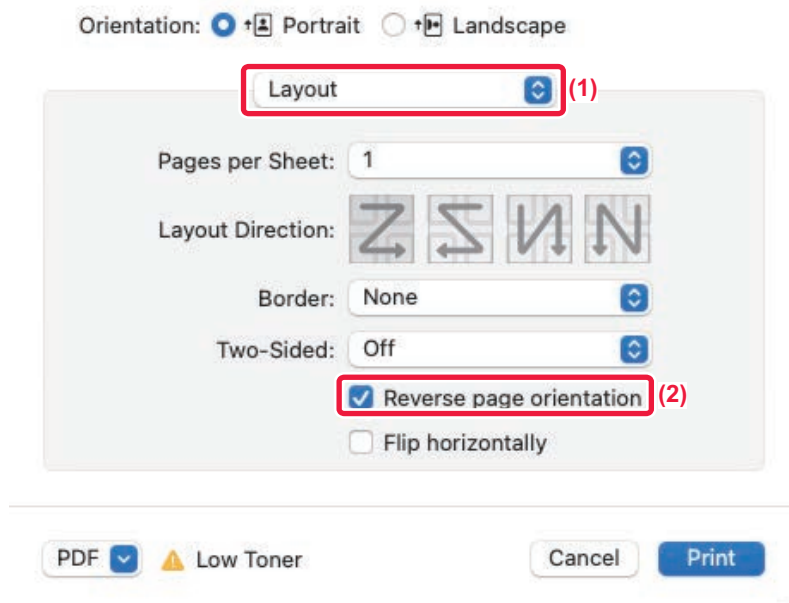 Orientation: Portrait Landscape
Layout (1)
Pages per Sheet: 1
Layout Direction:
Border: None
Two-Sided: Off
Reverse page orientation (2)
Flip horizontally
PDF Low Toner Cancel Print